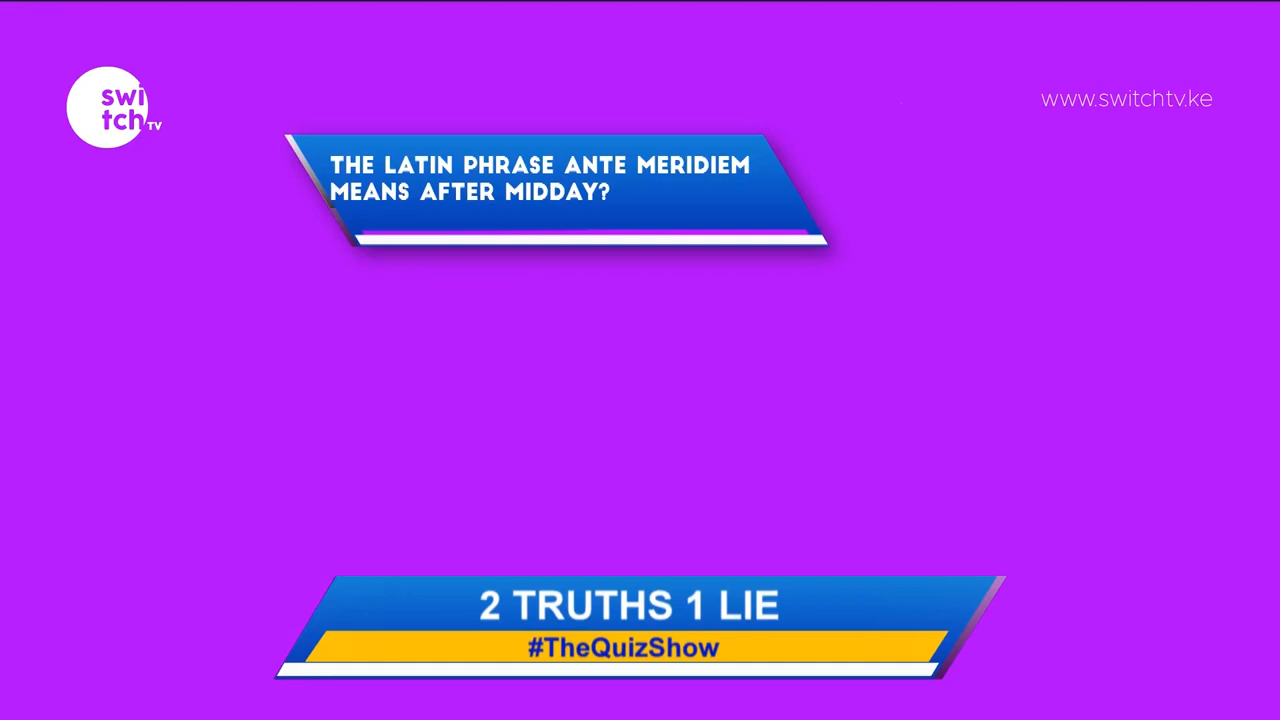 swi
tch TV
www.switchtv.ke
THE LATIN PHRASE ANTE MERIDIEM
MEANS AFTER MIDDAY?
2 TRUTHS 1 LIE
#TheQuizShow